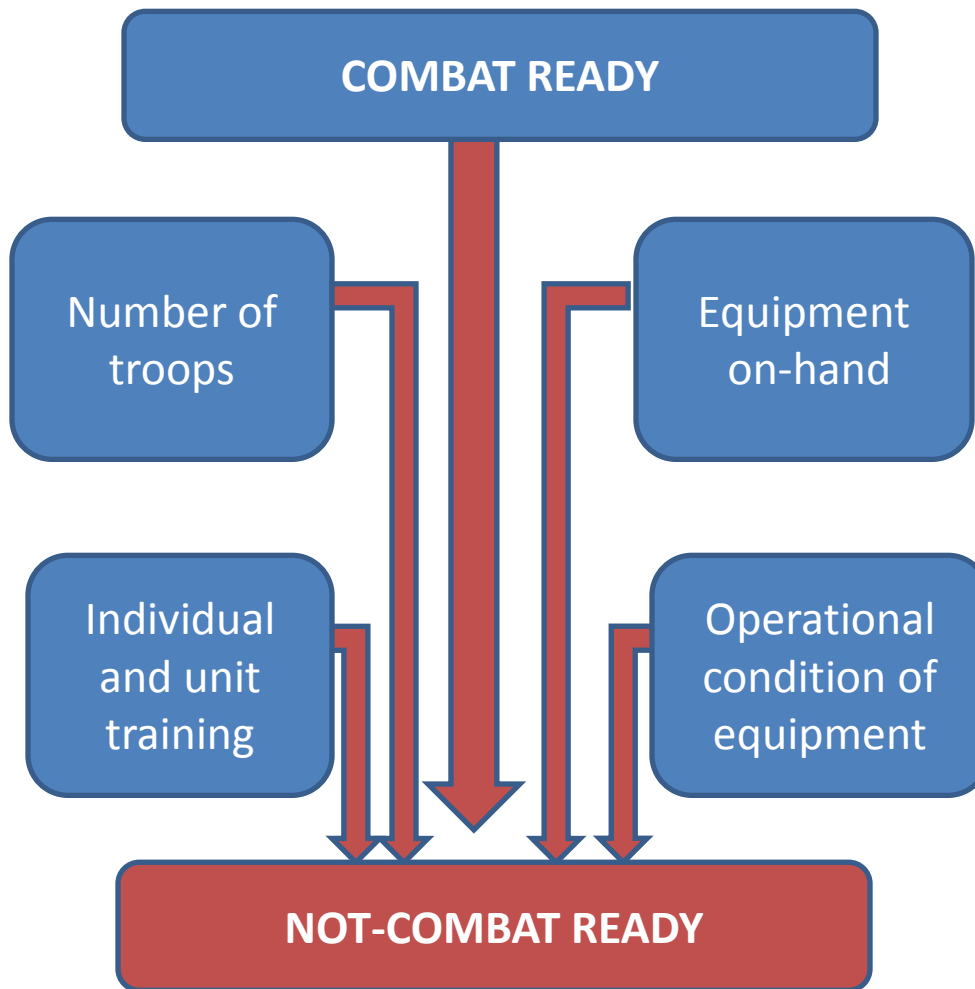 COMBAT READY
Number of
troops
Equipment
on-hand
Individual
and unit
training
Operational
condition of
equipment
NOT-COMBAT READY